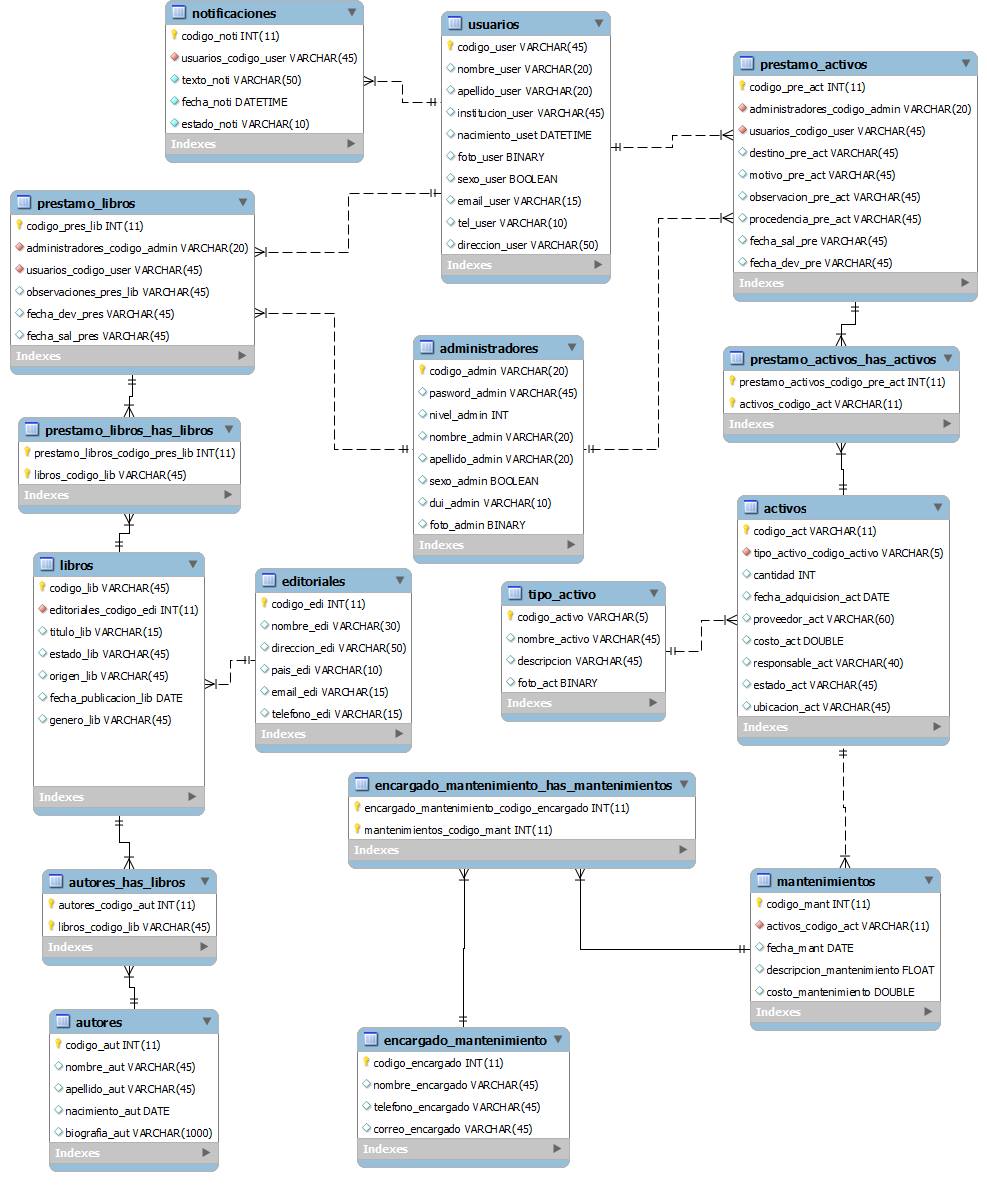 notificaciones
codigo_noti INT(11)
usuarios_codigo_user VARCHAR(45)
texto_noti VARCHAR(50)
fecha_noti DATETIME
estado_noti VARCHAR(10)
Indexes
usuarios
codigo_user VARCHAR(45)
nombre_user VARCHAR(20)
apellido_user VARCHAR(20)
institucion_user VARCHAR(45)
nacimiento_uset DATETIME
foto_user BINARY
sexo_user BOOLEAN
email_user VARCHAR(15)
tel_user VARCHAR(10)
direccion_user VARCHAR(50)
Indexes
prestamo_activos
codigo_pre_act INT(11)
administradores_codigo_admin VARCHAR(20)
usuarios_codigo_user VARCHAR(45)
destino_pre_act VARCHAR(45)
motivo_pre_act VARCHAR(45)
observacion_pre_act VARCHAR(45)
procedencia_pre_act VARCHAR(45)
fecha_sal_pre VARCHAR(45)
fecha_dev_pre VARCHAR(45)
Indexes
prestamo_libros
codigo_pres_lib INT(11)
administradores_codigo_admin VARCHAR(20)
usuarios_codigo_user VARCHAR(45)
observaciones_pres_lib VARCHAR(45)
fecha_dev_pres VARCHAR(45)
fecha_sal_pres VARCHAR(45)
Indexes
administradores
codigo_admin VARCHAR(20)
pasword_admin VARCHAR(45)
nivel_admin INT
nombre_admin VARCHAR(20)
apellido_admin VARCHAR(20)
sexo_admin BOOLEAN
dui_admin VARCHAR(10)
foto_admin BINARY
Indexes
prestamo_activos_has_activos
prestamo_activos_codigo_pre_act INT(11)
activos_codigo_act VARCHAR(11)
Indexes
prestamo_libros_has_libros
prestamo_libros_codigo_pres_lib INT(11)
libros_codigo_lib VARCHAR(45)
Indexes
activos
codigo_act VARCHAR(11)
tipo_activo_codigo_activo VARCHAR(5)
cantidad INT
fecha_adquicision_act DATE
proveedor_act VARCHAR(60)
costo_act DOUBLE
responsable_act VARCHAR(40)
estado_act VARCHAR(45)
ubicacion_act VARCHAR(45)
Indexes
libros
codigo_lib VARCHAR(45)
editoriales_codigo_edi INT(11)
titulo_lib VARCHAR(15)
estado_lib VARCHAR(45)
origen_lib VARCHAR(45)
fecha_publicacion_lib DATE
genero_lib VARCHAR(45)
Indexes
editoriales
codigo_edi INT(11)
nombre_edi VARCHAR(30)
direccion_edi VARCHAR(50)
pais_edi VARCHAR(10)
email_edi VARCHAR(15)
telefono_edi VARCHAR(15)
Indexes
tipo_activo
codigo_activo VARCHAR(5)
nombre_activo VARCHAR(45)
descripcion VARCHAR(45)
foto_act BINARY
Indexes
encargado_mantenimiento_has_mantenimientos
encargado_mantenimiento_codigo_encargado INT(11)
mantenimientos_codigo_mant INT(11)
Indexes
autores_has_libros
autores_codigo_aut INT(11)
libros_codigo_lib VARCHAR(45)
Indexes
mantenimientos
codigo_mant INT(11)
activos_codigo_act VARCHAR(11)
fecha_mant DATE
descripcion_mantenimiento FLOAT
costo_mantenimiento DOUBLE
Indexes
autores
codigo_aut INT(11)
nombre_aut VARCHAR(45)
apellido_aut VARCHAR(45)
nacimiento_aut DATE
biografia_aut VARCHAR(1000)
Indexes
encargado_mantenimiento
codigo_encargado INT(11)
nombre_encargado VARCHAR(45)
telefono_encargado VARCHAR(45)
correo_encargado VARCHAR(45)
Indexes